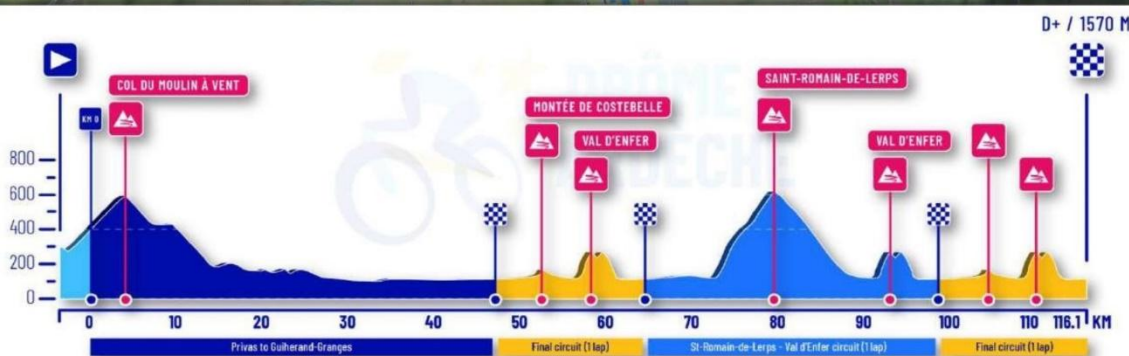 D+ / 1570 M
COL DU MOULIN À VENT
SAINT-ROMAIN-DE-LERPS
MONTÉE DE COSTEBELLE
VAL D'ENFER
VAL D'ENFER
KM 0
DRÔME
ARDÈCHE
800
600
400
200
0
0 10 20 30 40 50 60 70 80 90 100 110 116.1 KM
Privas to Guiherand-Granges
Final circuit (1 lap)
St-Romain-de-Lerps - Val d'Enfer circuit (1 lap)
Final circuit (1 lap)